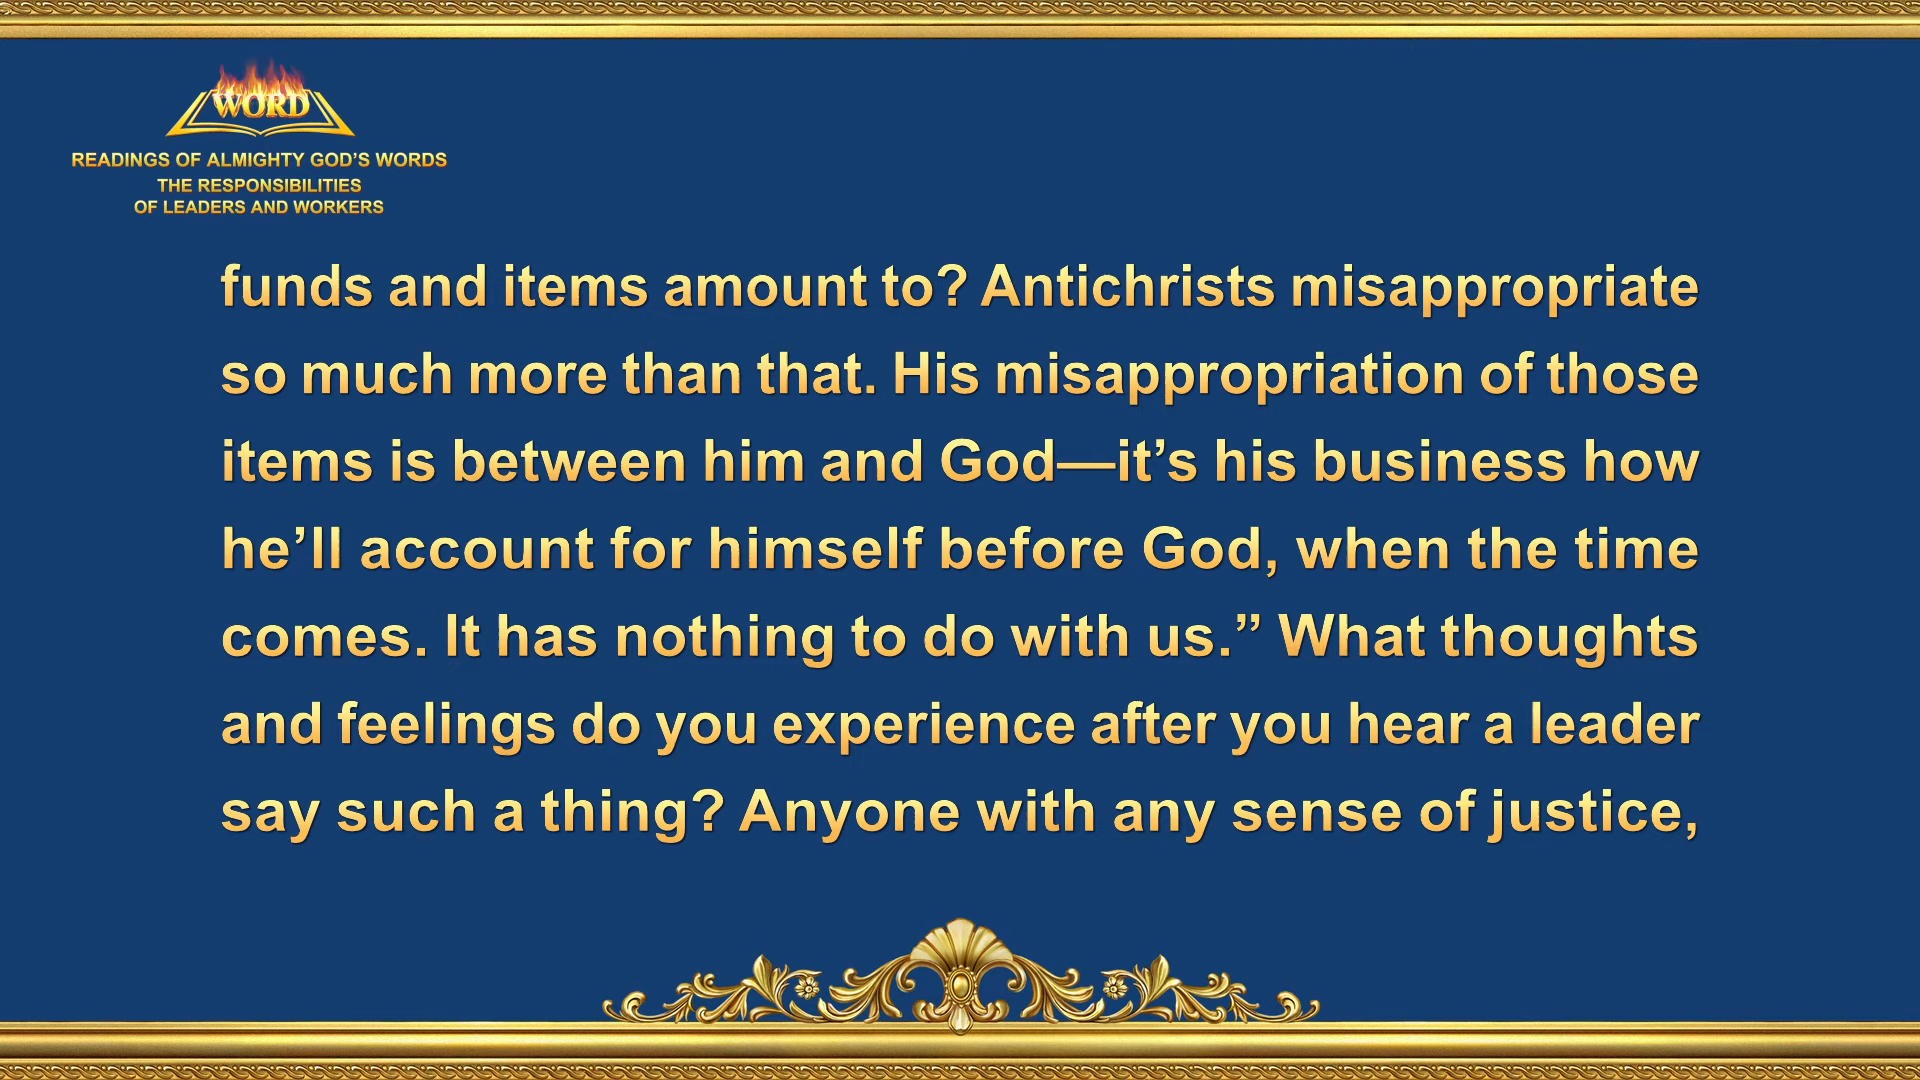 WORD
READINGS OF ALMIGHTY GOD’S WORDS
THE RESPONSIBILITIES
OF LEADERS AND WORKERS
funds and items amount to? Antichrists misappropriate
so much more than that. His misappropriation of those
items is between him and God—it’s his business how
he’ll account for himself before God, when the time
comes. It has nothing to do with us.” What thoughts
and feelings do you experience after you hear a leader
say such a thing? Anyone with any sense of justice,